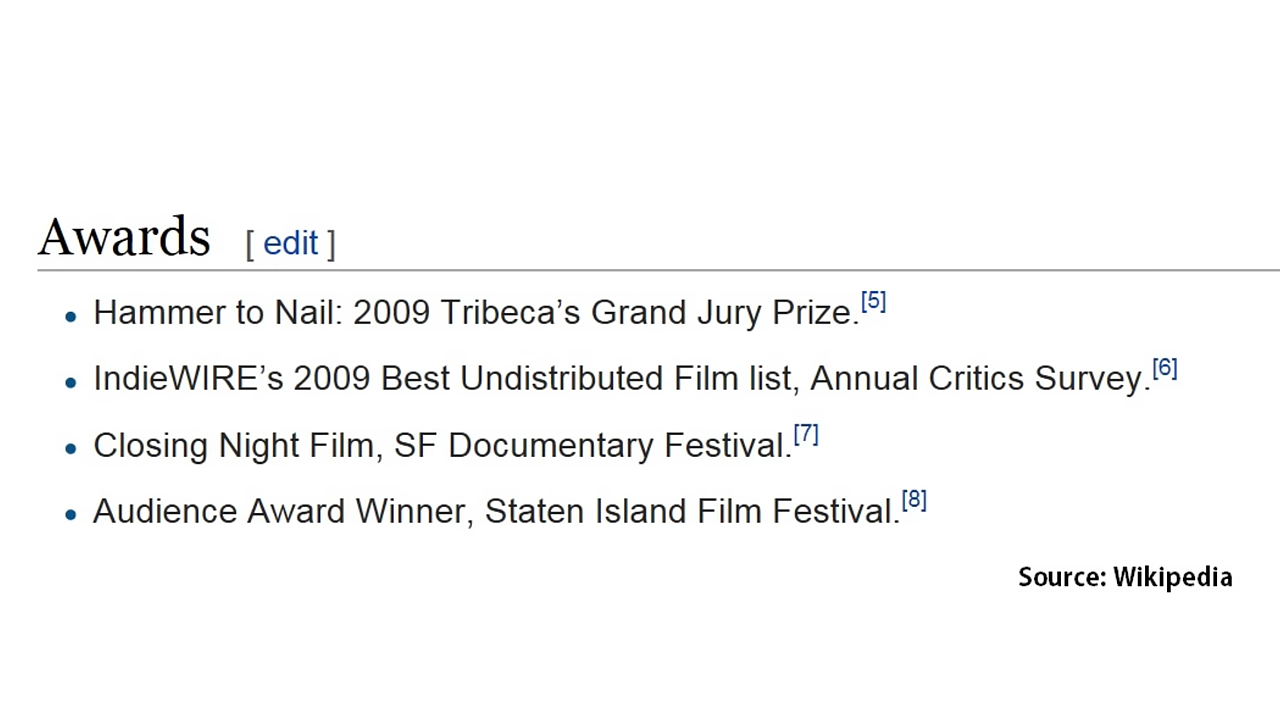 Awards [ edit ]
• Hammer to Nail: 2009 Tribeca’s Grand Jury Prize.[5]
• IndieWIRE’s 2009 Best Undistributed Film list, Annual Critics Survey.[6]
• Closing Night Film, SF Documentary Festival.[7]
• Audience Award Winner, Staten Island Film Festival.[8]
Source: Wikipedia